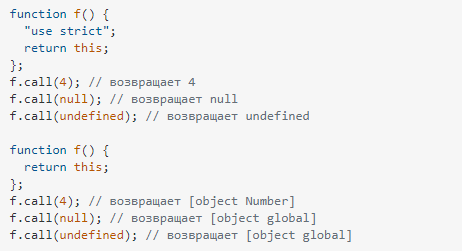 function f() {
  "use strict";
  return this;
};
f.call(4); // возвращает 4
f.call(null); // возвращает null
f.call(undefined); // возвращает undefined

function f() {
  return this;
};
f.call(4); // возвращает [object Number]
f.call(null); // возвращает [object global]
f.call(undefined); // возвращает [object global]